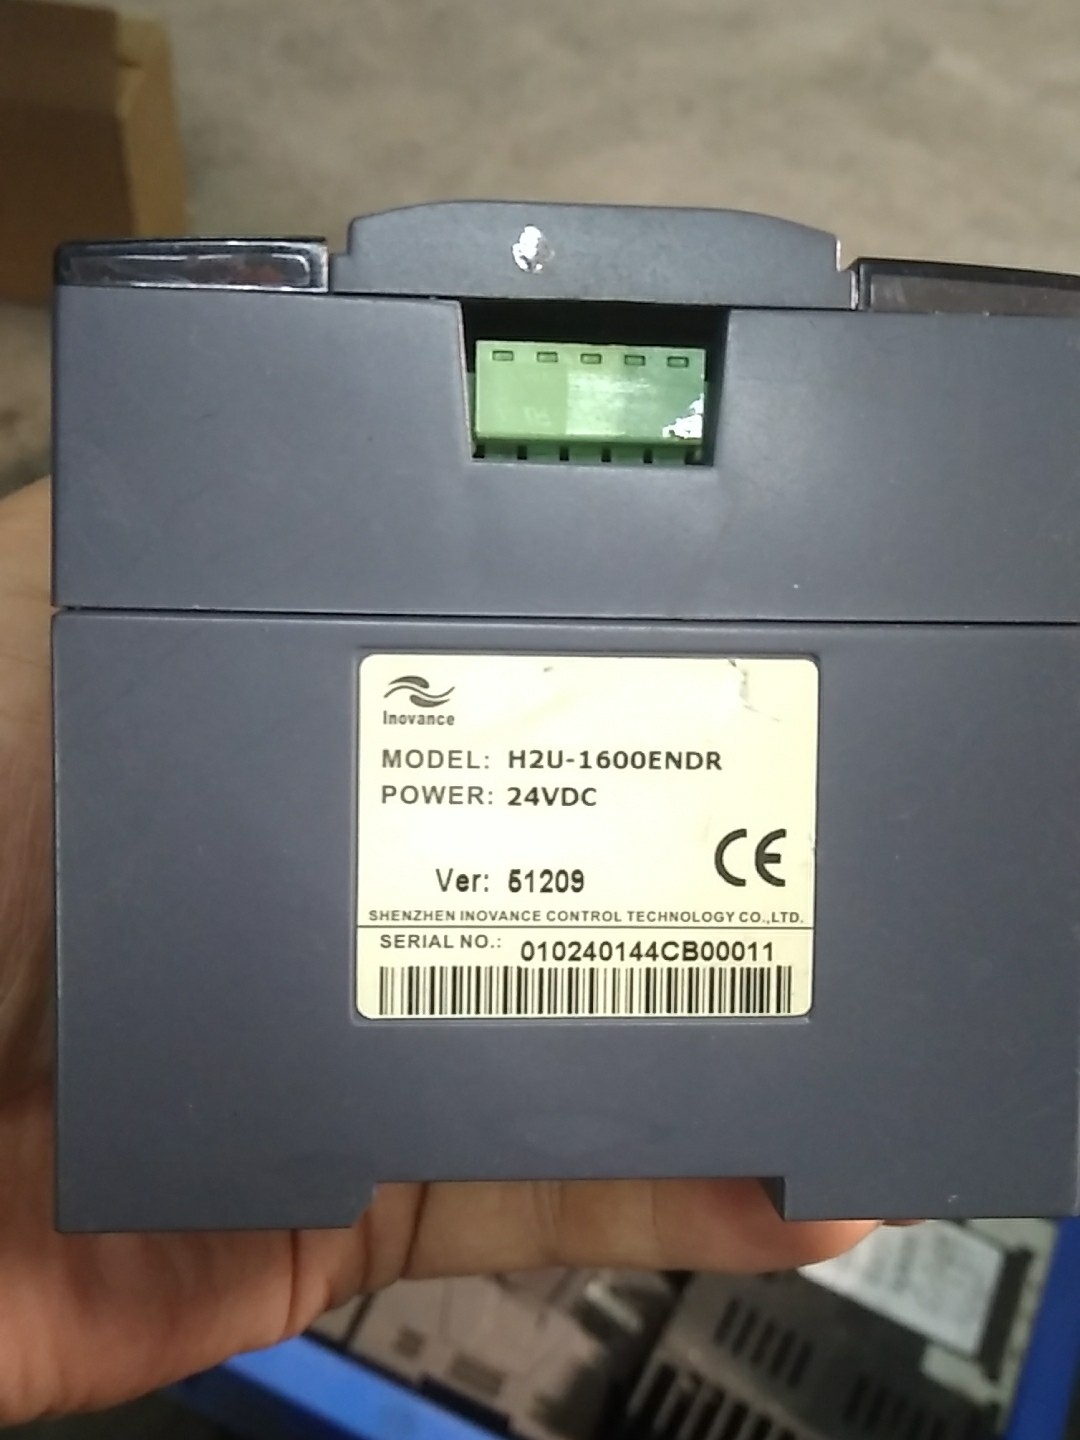 Inovance
MODEL: H2U-1600ENDR
POWER: 24VDC
CE
Ver: 51209
SHENZHEN INOVANCE CONTROL TECHNOLOGY CO.,LTD.
SERIAL NO.: 010240144CB00011